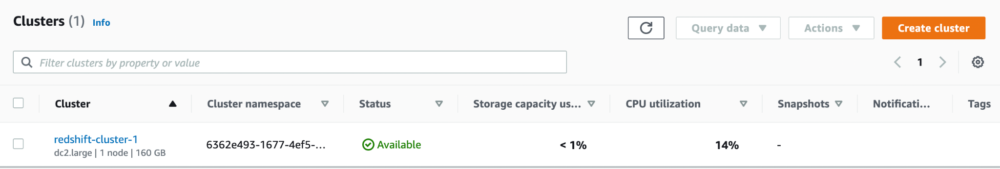 Clusters (1) Info
Query data
Actions
Create cluster
Filter clusters by property or value
1
Cluster Cluster namespace Status Storage capacity us... CPU utilization Snapshots Notificati... Tags
redshift-cluster-1 6362e493-1677-4ef5-... Available < 1% 14% -
dc2.large | 1 node | 160 GB